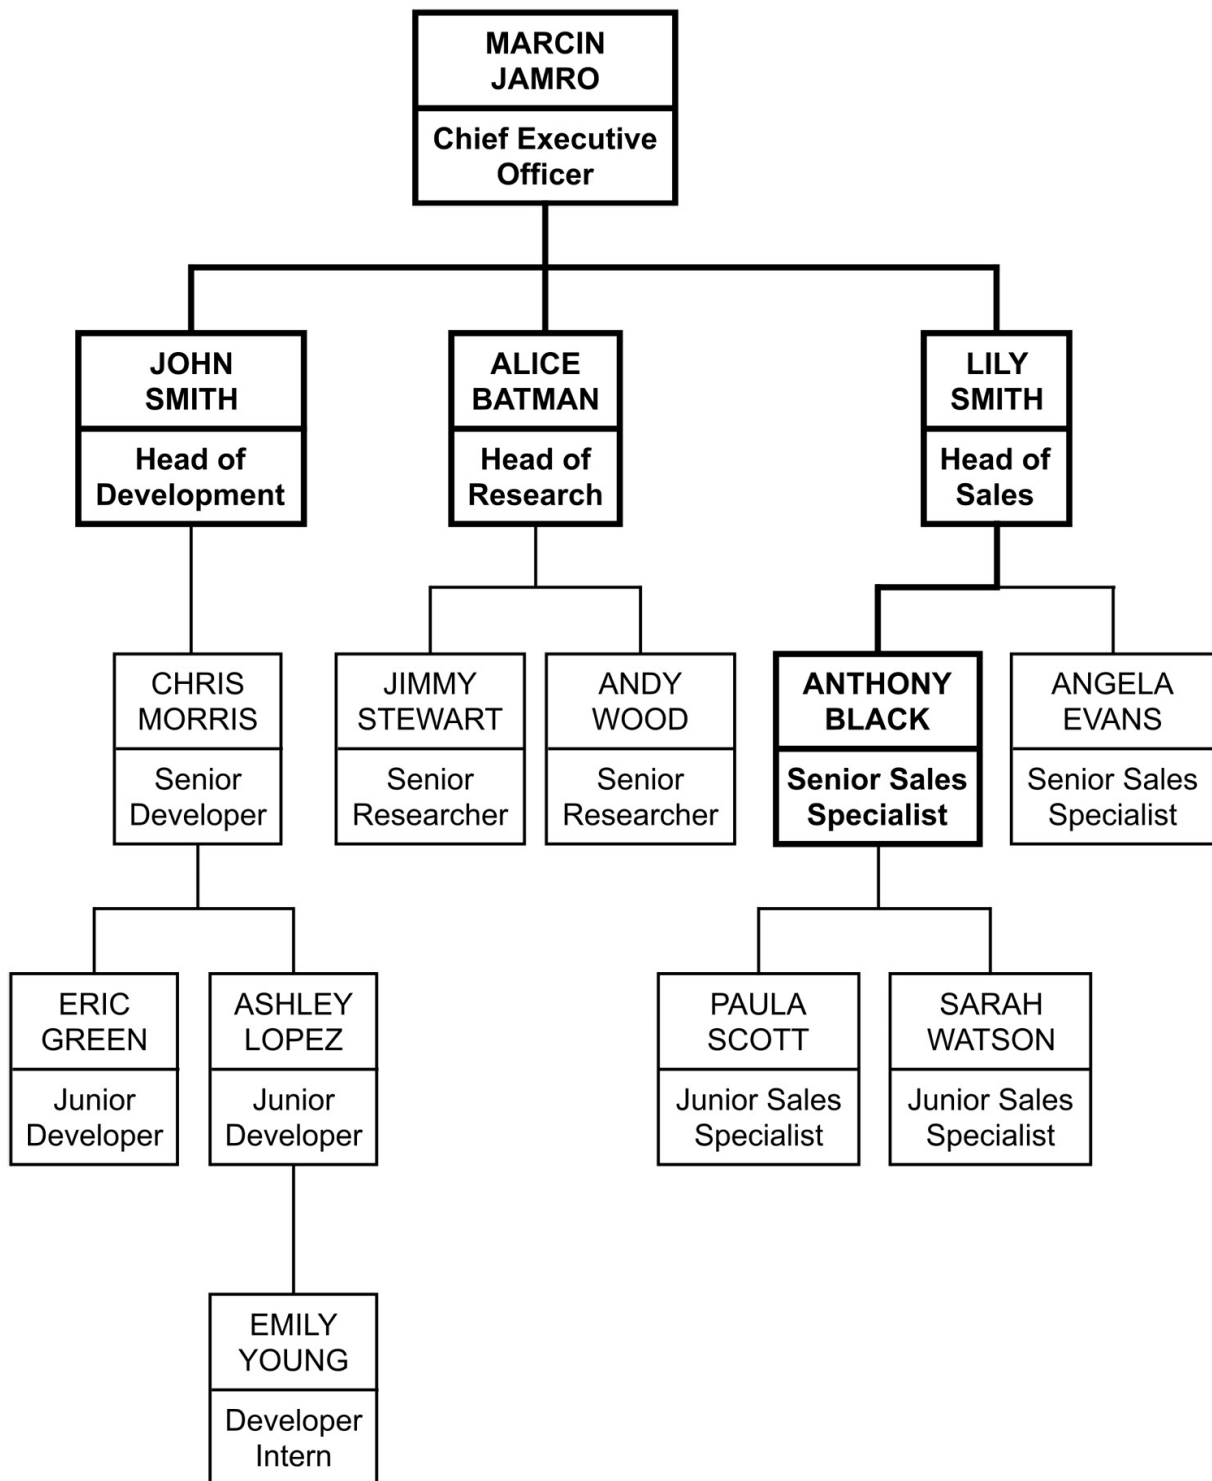 MARCIN
JAMRO
Chief Executive
Officer
JOHN
SMITH
Head of
Development
ALICE
BATMAN
Head of
Research
LILY
SMITH
Head of
Sales
CHRIS
MORRIS
Senior
Developer
JIMMY
STEWART
Senior
Researcher
ANDY
WOOD
Senior
Researcher
ANTHONY
BLACK
Senior Sales
Specialist
ANGELA
EVANS
Senior Sales
Specialist
ERIC
GREEN
Junior
Developer
ASHLEY
LOPEZ
Junior
Developer
PAULA
SCOTT
Junior Sales
Specialist
SARAH
WATSON
Junior Sales
Specialist
EMILY
YOUNG
Developer
Intern